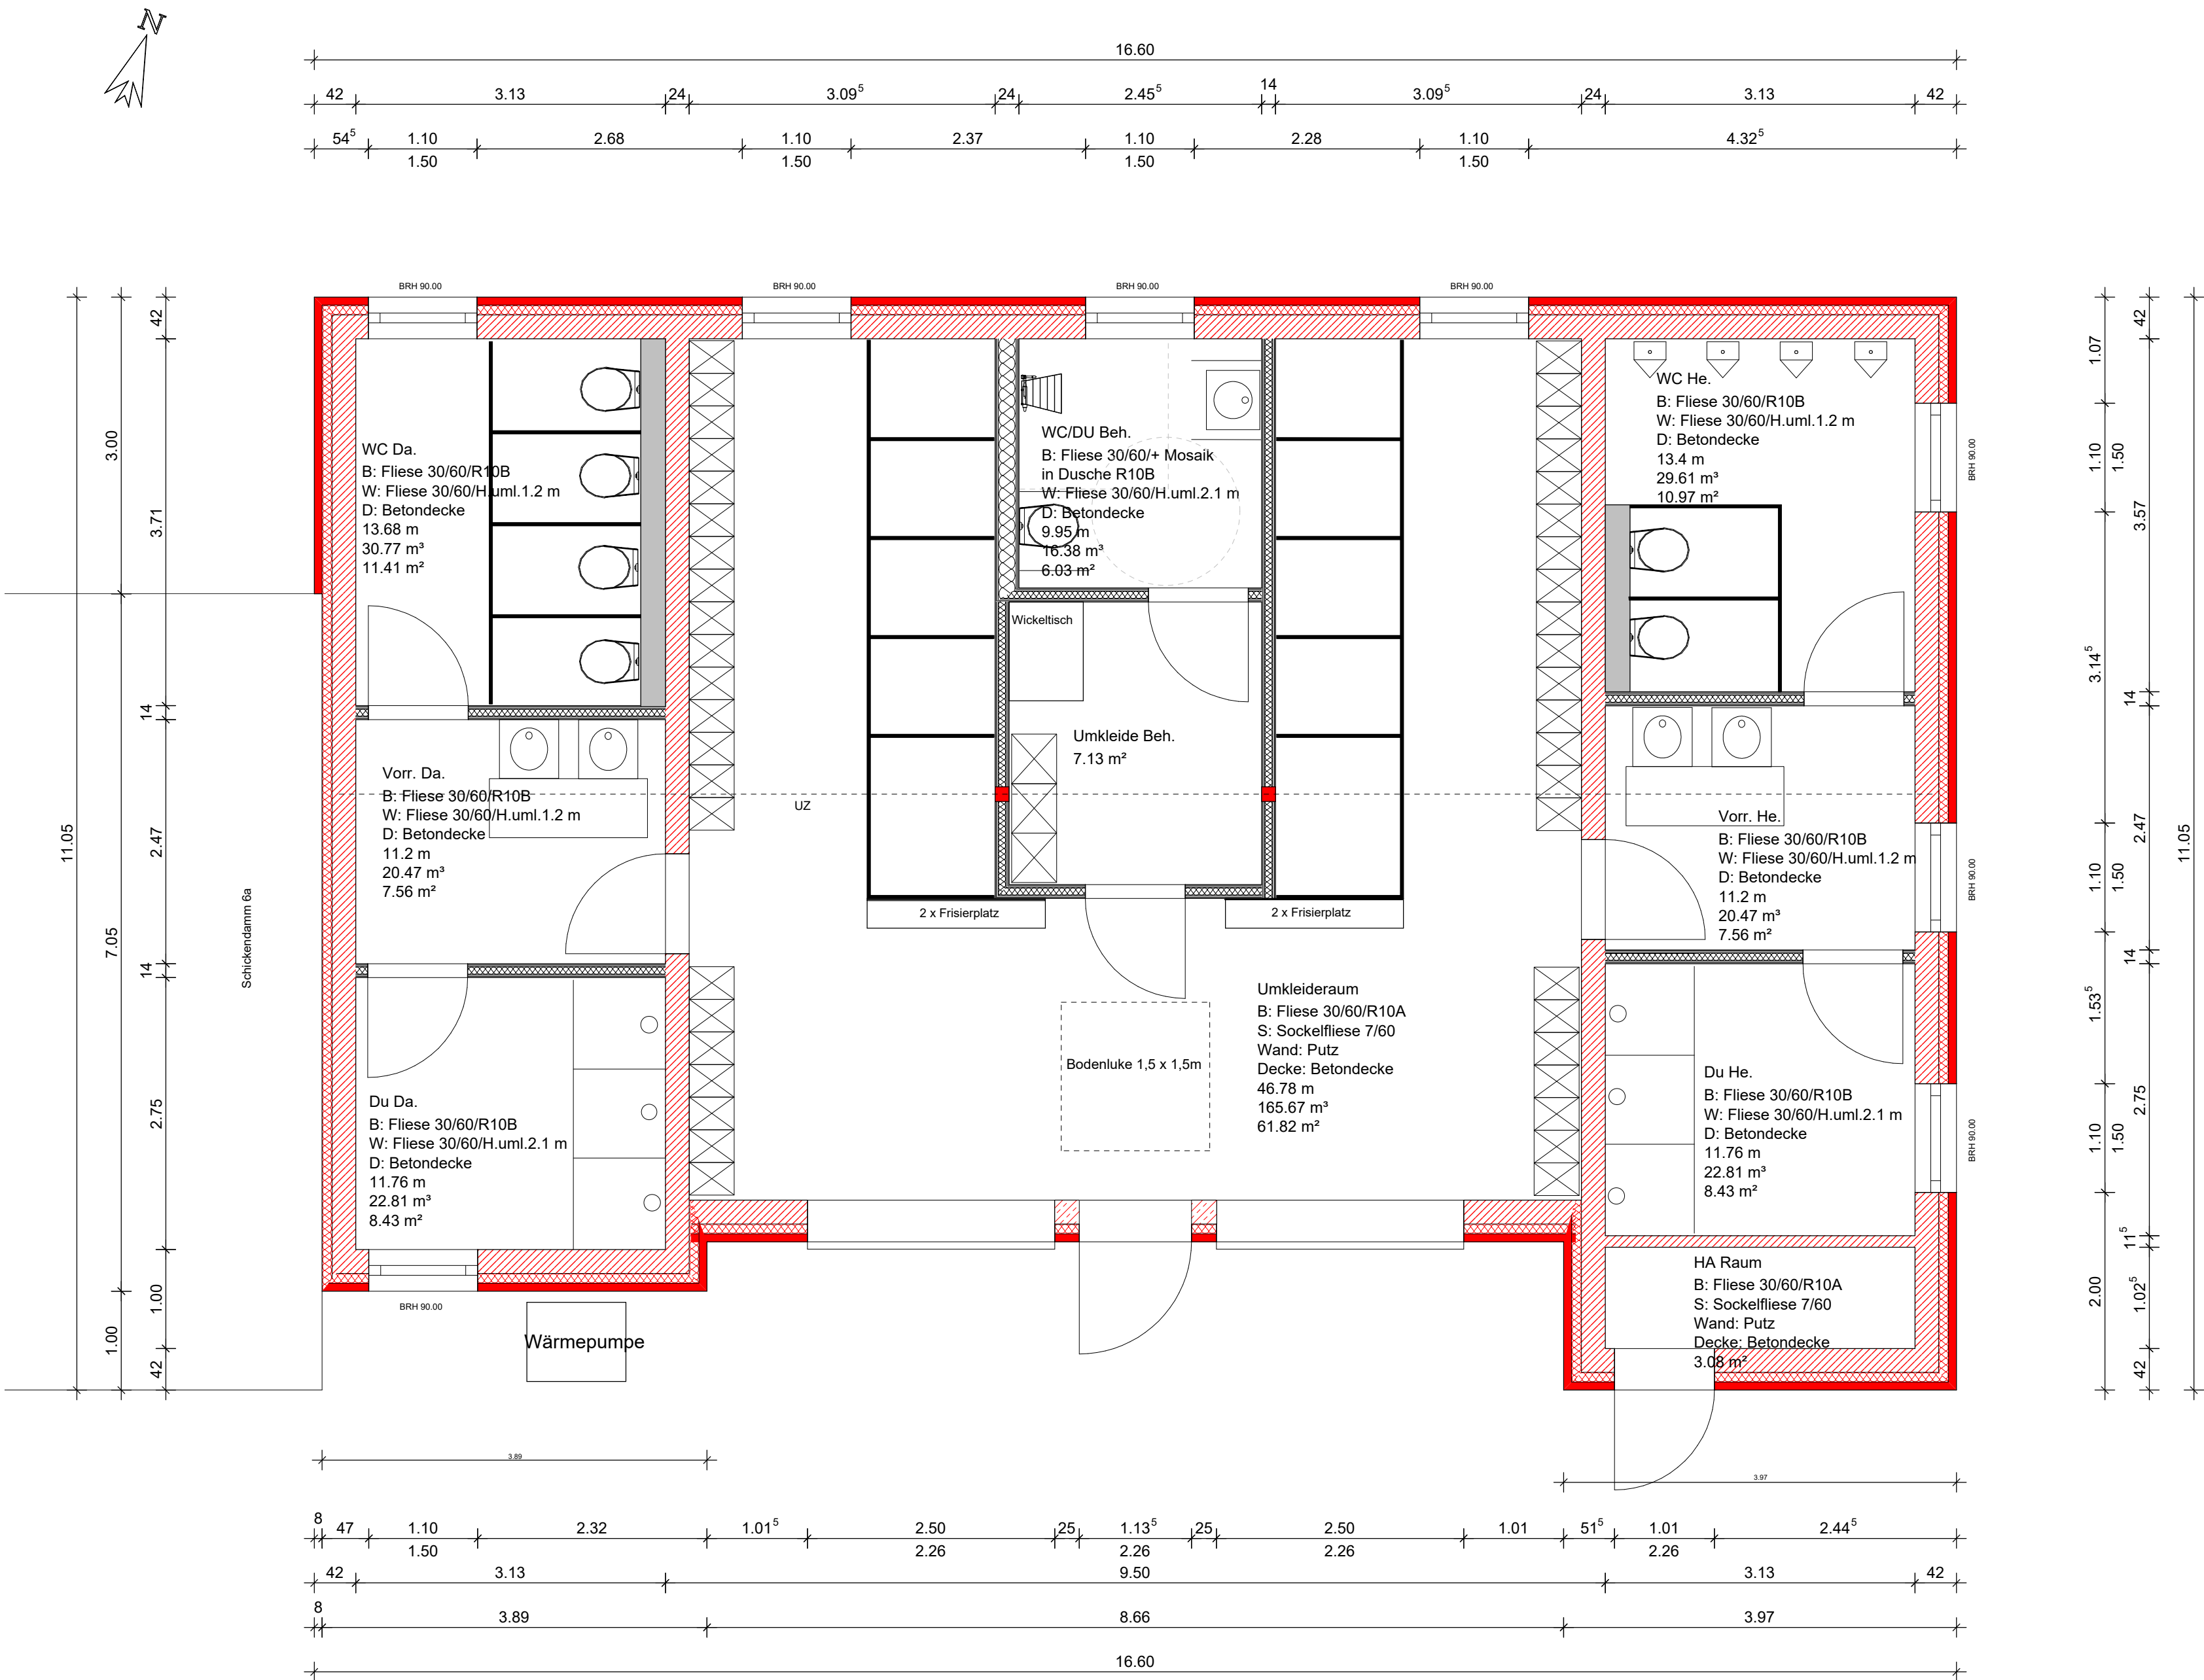 N
16.60
42 3.13 24 3.09⁵ 24 2.45⁵ 14 3.09⁵ 24 3.13 42
54⁵ 1.10 2.68 1.10 2.37 1.10 2.28 1.10 4.32⁵
1.50 1.50 1.50 1.50
BRH 90.00 BRH 90.00 BRH 90.00 BRH 90.00
11.05
3.00
7.05
1.00
42
3.71
14
2.47
14
2.75
1.00
42
Schickendamm 6a
WC Da.
B: Fliese 30/60/R10B
W: Fliese 30/60/H.uml.1.2 m
D: Betondecke
13.68 m
30.77 m³
11.41 m²
Vorr. Da.
B: Fliese 30/60/R10B
W: Fliese 30/60/H.uml.1.2 m
D: Betondecke
11.2 m
20.47 m³
7.56 m²
Du Da.
B: Fliese 30/60/R10B
W: Fliese 30/60/H.uml.2.1 m
D: Betondecke
11.76 m
22.81 m³
8.43 m²
BRH 90.00
Wärmepumpe
UZ
WC/DU Beh.
B: Fliese 30/60/+ Mosaik
in Dusche R10B
W: Fliese 30/60/H.uml.2.1 m
D: Betondecke
9.95 m
16.38 m³
6.03 m²
Wickeltisch
Umkleide Beh.
7.13 m²
2 x Frisierplatz
2 x Frisierplatz
Bodenluke 1,5 x 1,5m
Umkleideraum
B: Fliese 30/60/R10A
S: Sockelfliese 7/60
Wand: Putz
Decke: Betondecke
46.78 m
165.67 m³
61.82 m²
WC He.
B: Fliese 30/60/R10B
W: Fliese 30/60/H.uml.1.2 m
D: Betondecke
13.4 m
29.61 m³
10.97 m²
Vorr. He.
B: Fliese 30/60/R10B
W: Fliese 30/60/H.uml.1.2 m
D: Betondecke
11.2 m
20.47 m³
7.56 m²
Du He.
B: Fliese 30/60/R10B
W: Fliese 30/60/H.uml.2.1 m
D: Betondecke
11.76 m
22.81 m³
8.43 m²
HA Raum
B: Fliese 30/60/R10A
S: Sockelfliese 7/60
Wand: Putz
Decke: Betondecke
3.08 m²
BRH 90.00
BRH 90.00
BRH 90.00
1.07
1.10
1.50
3.14⁵
1.10
1.50
1.53⁵
1.10
1.50
2.00
42
3.57
14
2.47
14
2.75
11⁵
1.02⁵
42
11.05
3.89
3.97
8 47 1.10 2.32 1.01⁵ 2.50 25 1.13⁵ 25 2.50 1.01 51⁵ 1.01 2.44⁵
1.50 2.26 2.26 2.26 2.26
42 3.13 9.50 3.13 42
8 3.89 8.66 3.97
16.60